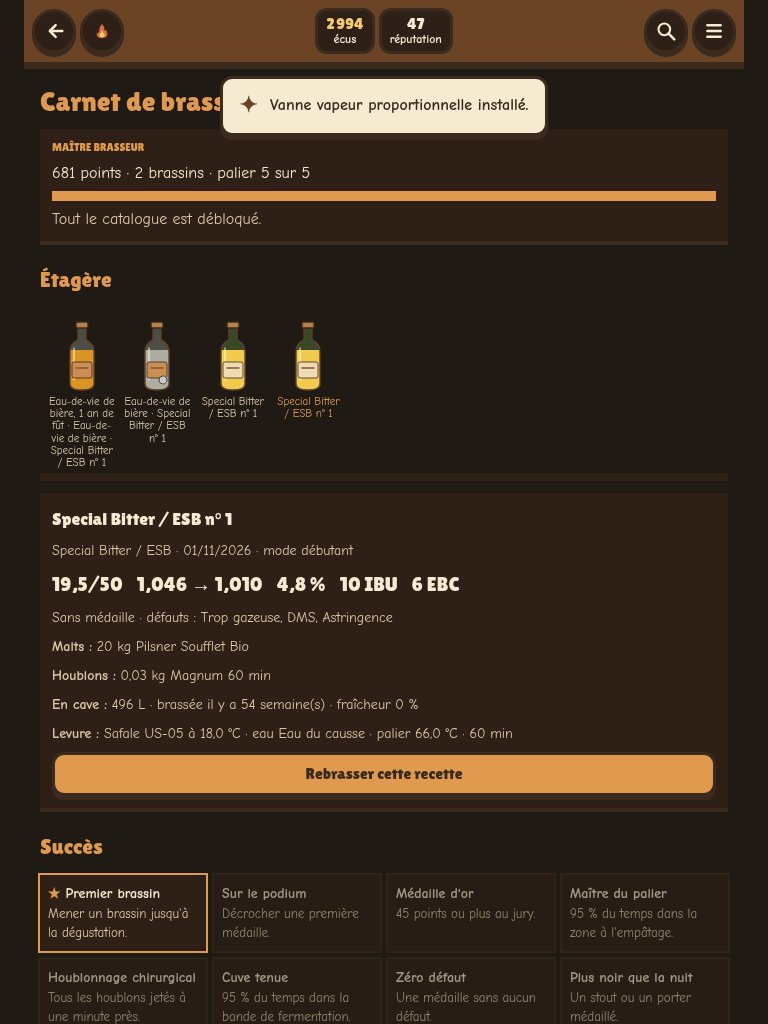 2 994
écus
47
réputation
Carnet de brass
Vanne vapeur proportionnelle installé.
MAÎTRE BRASSEUR
681 points · 2 brassins · palier 5 sur 5
Tout le catalogue est débloqué.
Étagère
Eau-de-vie de
bière, 1 an de
fût · Eau-de-
vie de bière ·
Special Bitter
/ ESB n° 1
Eau-de-vie de
bière · Special
Bitter / ESB
n° 1
Special Bitter
/ ESB n° 1
Special Bitter
/ ESB n° 1
Special Bitter / ESB n° 1
Special Bitter / ESB · 01/11/2026 · mode débutant
19,5/50 1,046 → 1,010 4,8 % 10 IBU 6 EBC
Sans médaille · défauts : Trop gazeuse, DMS, Astringence
Malts : 20 kg Pilsner Soufflet Bio
Houblons : 0,03 kg Magnum 60 min
En cave : 496 L · brassée il y a 54 semaine(s) · fraîcheur 0 %
Levure : Safale US-05 à 18,0 °C · eau Eau du causse · palier 66,0 °C · 60 min
Rebrasser cette recette
Succès
★ Premier brassin
Mener un brassin jusqu'à
la dégustation.
Sur le podium
Décrocher une première
médaille.
Médaille d'or
45 points ou plus au jury.
Maître du palier
95 % du temps dans la
zone à l'empâtage.
Houblonnage chirurgical
Tous les houblons jetés à
une minute près.
Cuve tenue
95 % du temps dans la
bande de fermentation.
Zéro défaut
Une médaille sans aucun
défaut.
Plus noir que la nuit
Un stout ou un porter
médaillé.